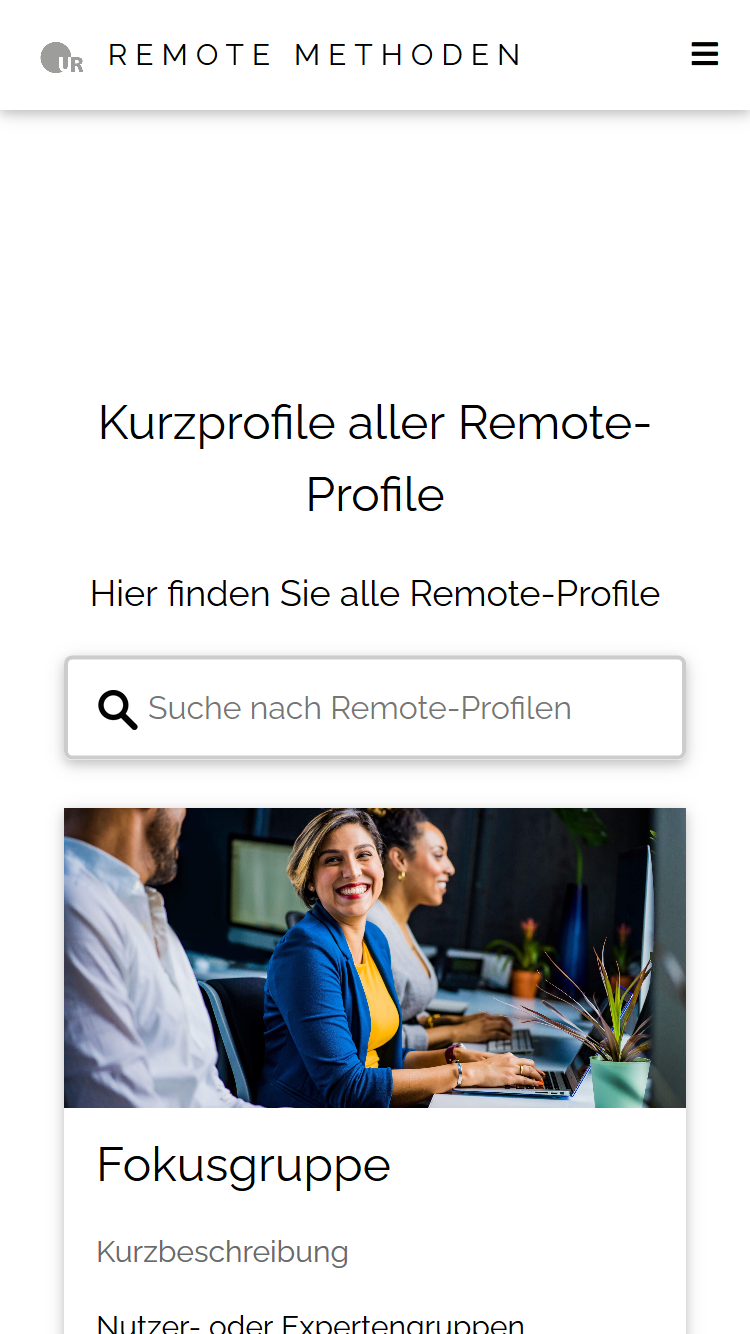 UR REMOTE METHODEN
Kurzprofile aller Remote-
Profile
Hier finden Sie alle Remote-Profile
Suche nach Remote-Profilen
Fokusgruppe
Kurzbeschreibung
Nutzer- oder Expertengruppen